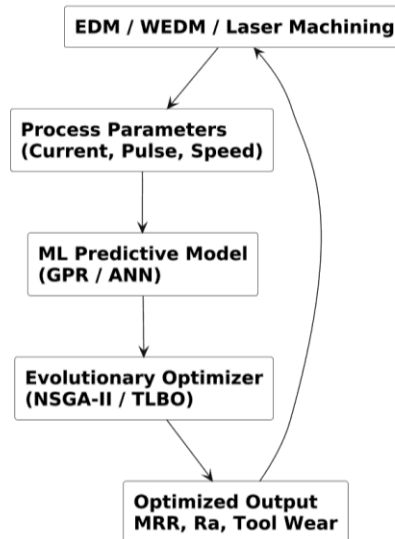 EDM / WEDM / Laser Machining
Process Parameters
(Current, Pulse, Speed)
ML Predictive Model
(GPR / ANN)
Evolutionary Optimizer
(NSGA-II / TLBO)
Optimized Output
MRR, Ra, Tool Wear